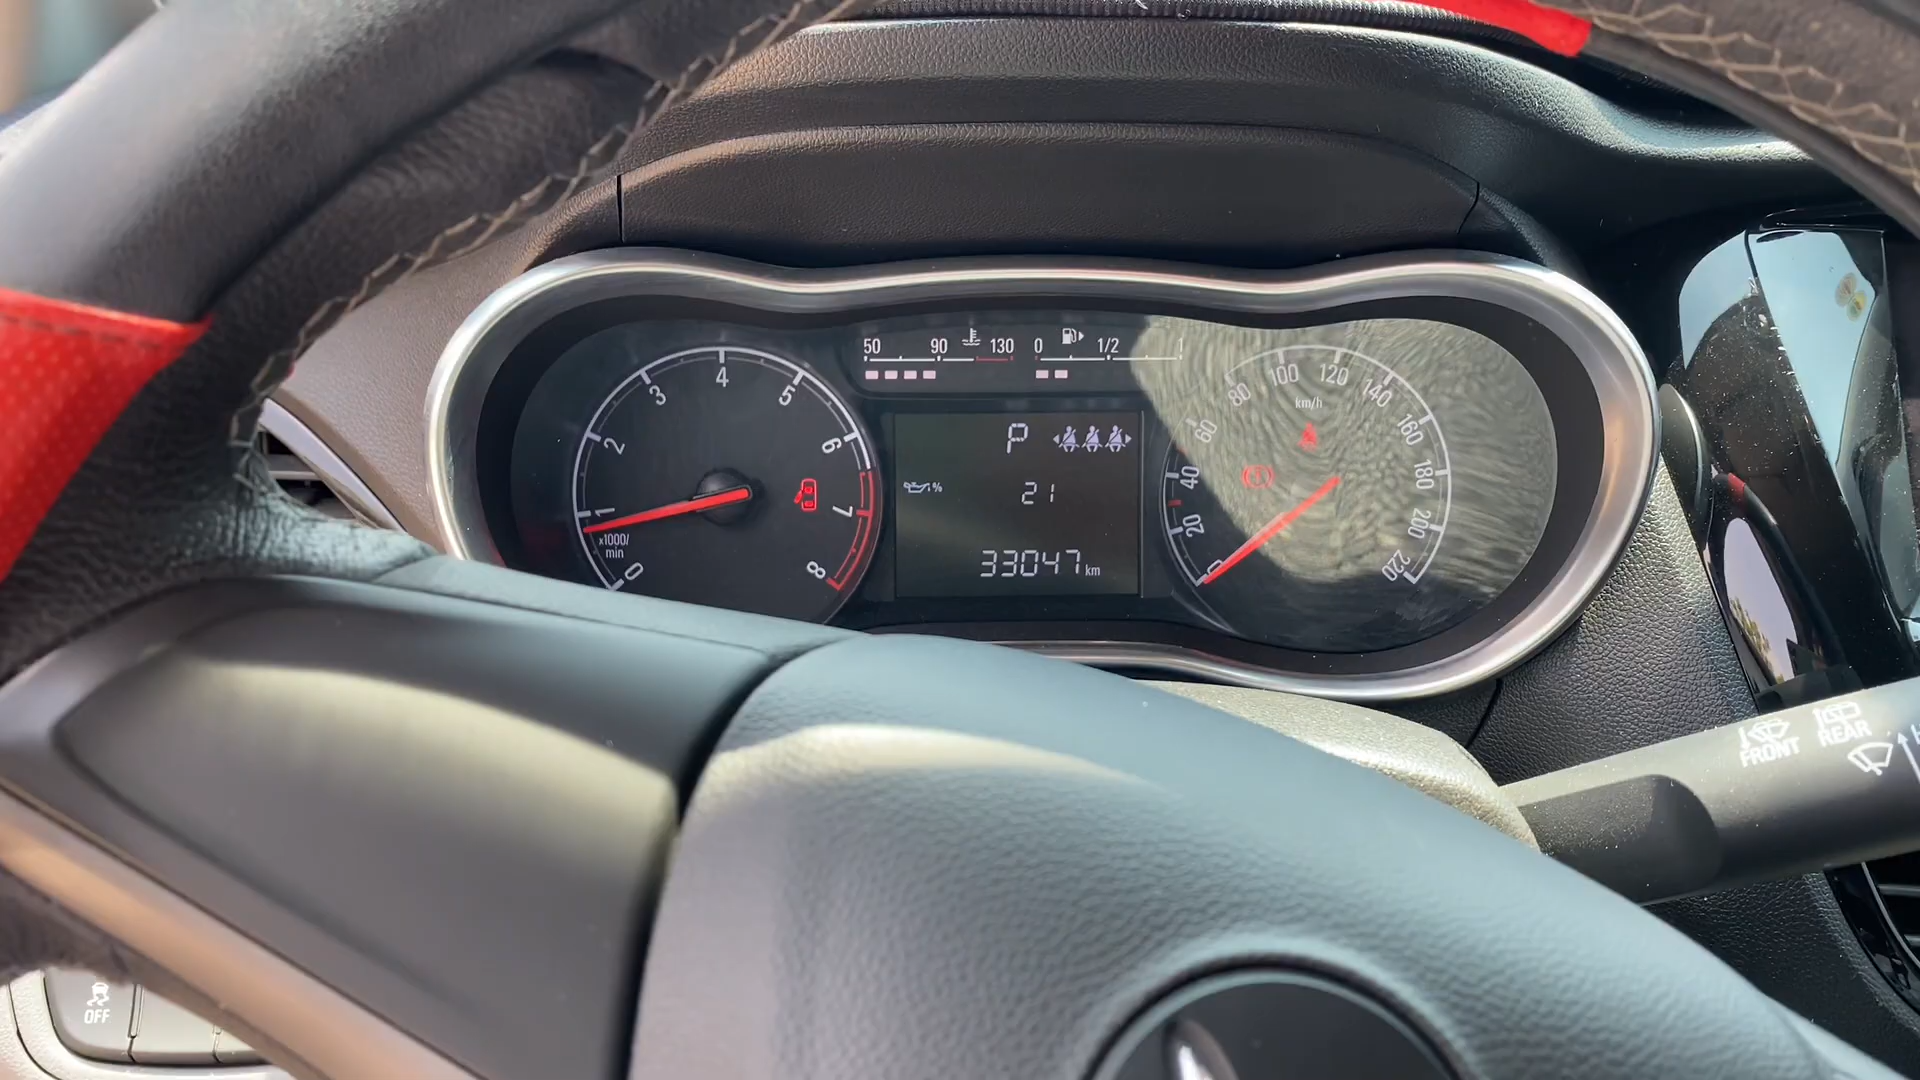 50 90 130 0 1/2 1
0 1 2 3 4 5 6 7 8
x1000/
min
P
%
21
33047 km
0 20 40 60 80 100 120 140 160 180 200 220
km/h
FRONT
REAR
OFF